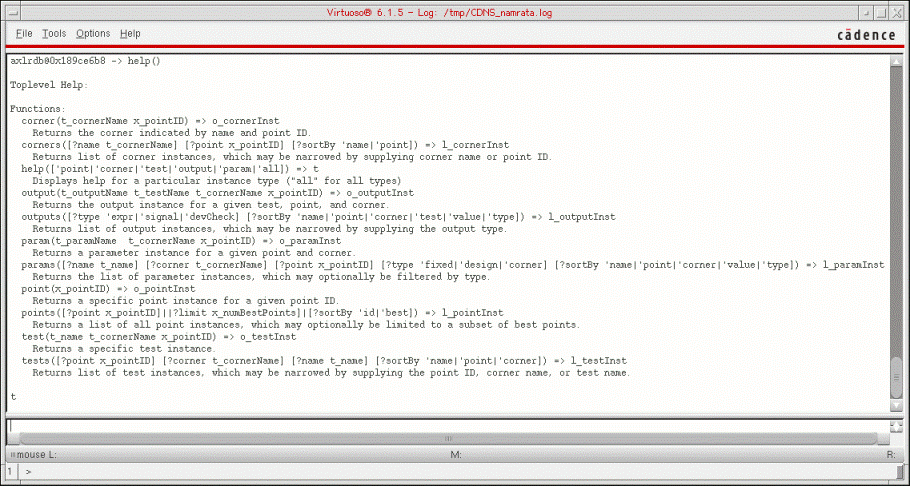 Virtuoso® 6.1.5 - Log: /tmp/CDNS_namrata.log
File Tools Options Help
cādence
axlrdb@0x189ce6b8 -> help()
Toplevel Help:
Functions:
corner(t_cornerName x_pointID) => o_cornerInst
Returns the corner indicated by name and point ID.
corners([?name t_cornerName] [?point x_pointID] [?sortBy 'name|'point]) => l_cornerInst
Returns list of corner instances, which may be narrowed by supplying corner name or point ID.
help(['point|'corner|'test|'output|'param|'all]) => t
Displays help for a particular instance type ("all" for all types)
output(t_outputName t_testName t_cornerName x_pointID) => o_outputInst
Returns the output instance for a given test, point, and corner.
outputs([?type 'expr|'signal|'devCheck] [?sortBy 'name|'point|'corner|'test|'value|'type]) => l_outputInst
Returns list of output instances, which may be narrowed by supplying the output type.
param(t_paramName t_cornerName x_pointID) => o_paramInst
Returns a parameter instance for a given point and corner.
params([?name t_name] [?corner t_cornerName] [?point x_pointID] [?type 'fixed|'design|'corner] [?sortBy 'name|'point|'corner|'value|'type]) => l_paramInst
Returns the list of parameter instances, which may optionally be filtered by type.
point(x_pointID) => o_pointInst
Returns a specific point instance for a given point ID.
points([?point x_pointID]||?limit x_numBestPoints]|[?sortBy 'id|'best]) => l_pointInst
Returns a list of all point instances, which may optionally be limited to a subset of best points.
test(t_name t_cornerName x_pointID) => o_testInst
Returns a specific test instance.
tests([?point x_pointID] [?corner t_cornerName] [?name t_name] [?sortBy 'name|'point|'corner]) => l_testInst
Returns list of test instances, which may be narrowed by supplying the point ID, corner name, or test name.
t
mouse L: M: R:
1 >